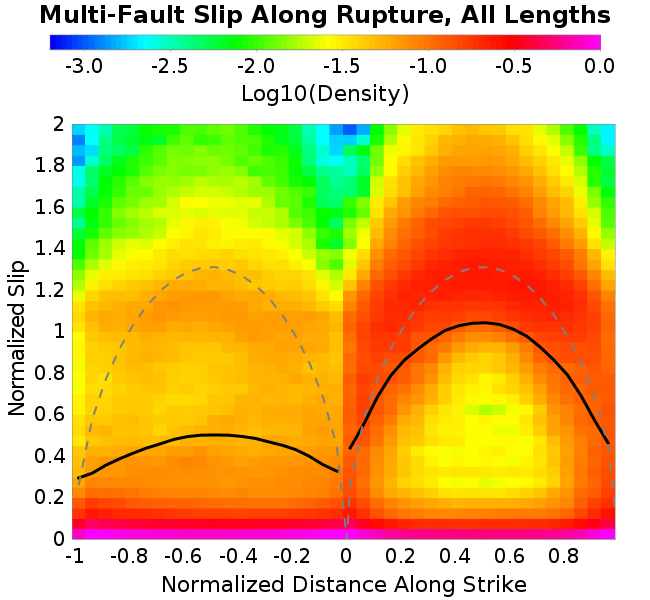 Multi-Fault Slip Along Rupture, All Lengths
-3.0 -2.5 -2.0 -1.5 -1.0 -0.5 0.0
Log10(Density)
Normalized Slip
2
1.8
1.6
1.4
1.2
1
0.8
0.6
0.4
0.2
0
-1 -0.8 -0.6 -0.4 -0.2 0 0.2 0.4 0.6 0.8
Normalized Distance Along Strike